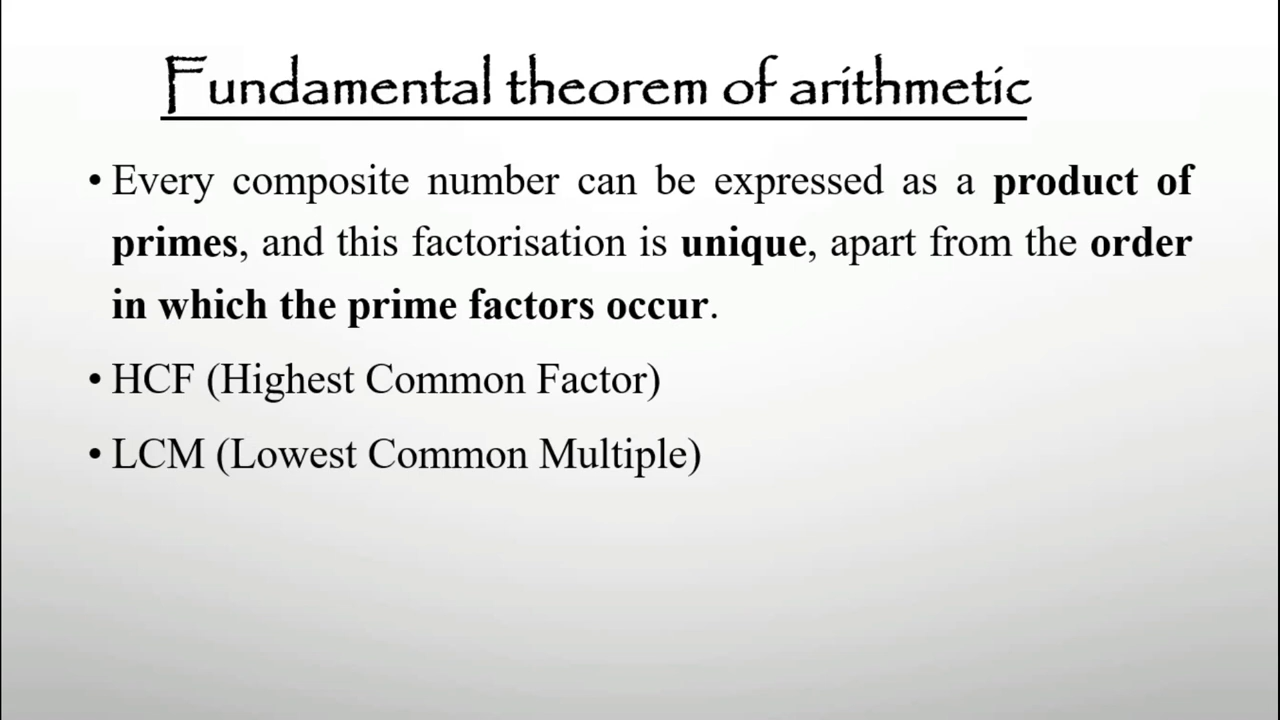 Fundamental theorem of arithmetic
• Every composite number can be expressed as a product of
primes, and this factorisation is unique, apart from the order
in which the prime factors occur.
• HCF (Highest Common Factor)
• LCM (Lowest Common Multiple)